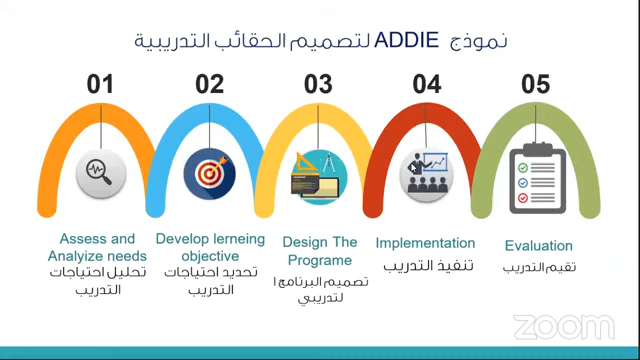 نموذج ADDIE لتصميم الحقائب التدريبية
01
02
03
04
05
Assess and
Analyize needs
تحليل احتياجات
التدريب
Develop lerneing
objective
تحديد احتياجات
التدريب
Design The
Programe
تصميم البرنامج ا
لتدريبي
Implementation
تنفيذ التدريب
Evaluation
تقيم التدريب
zoom